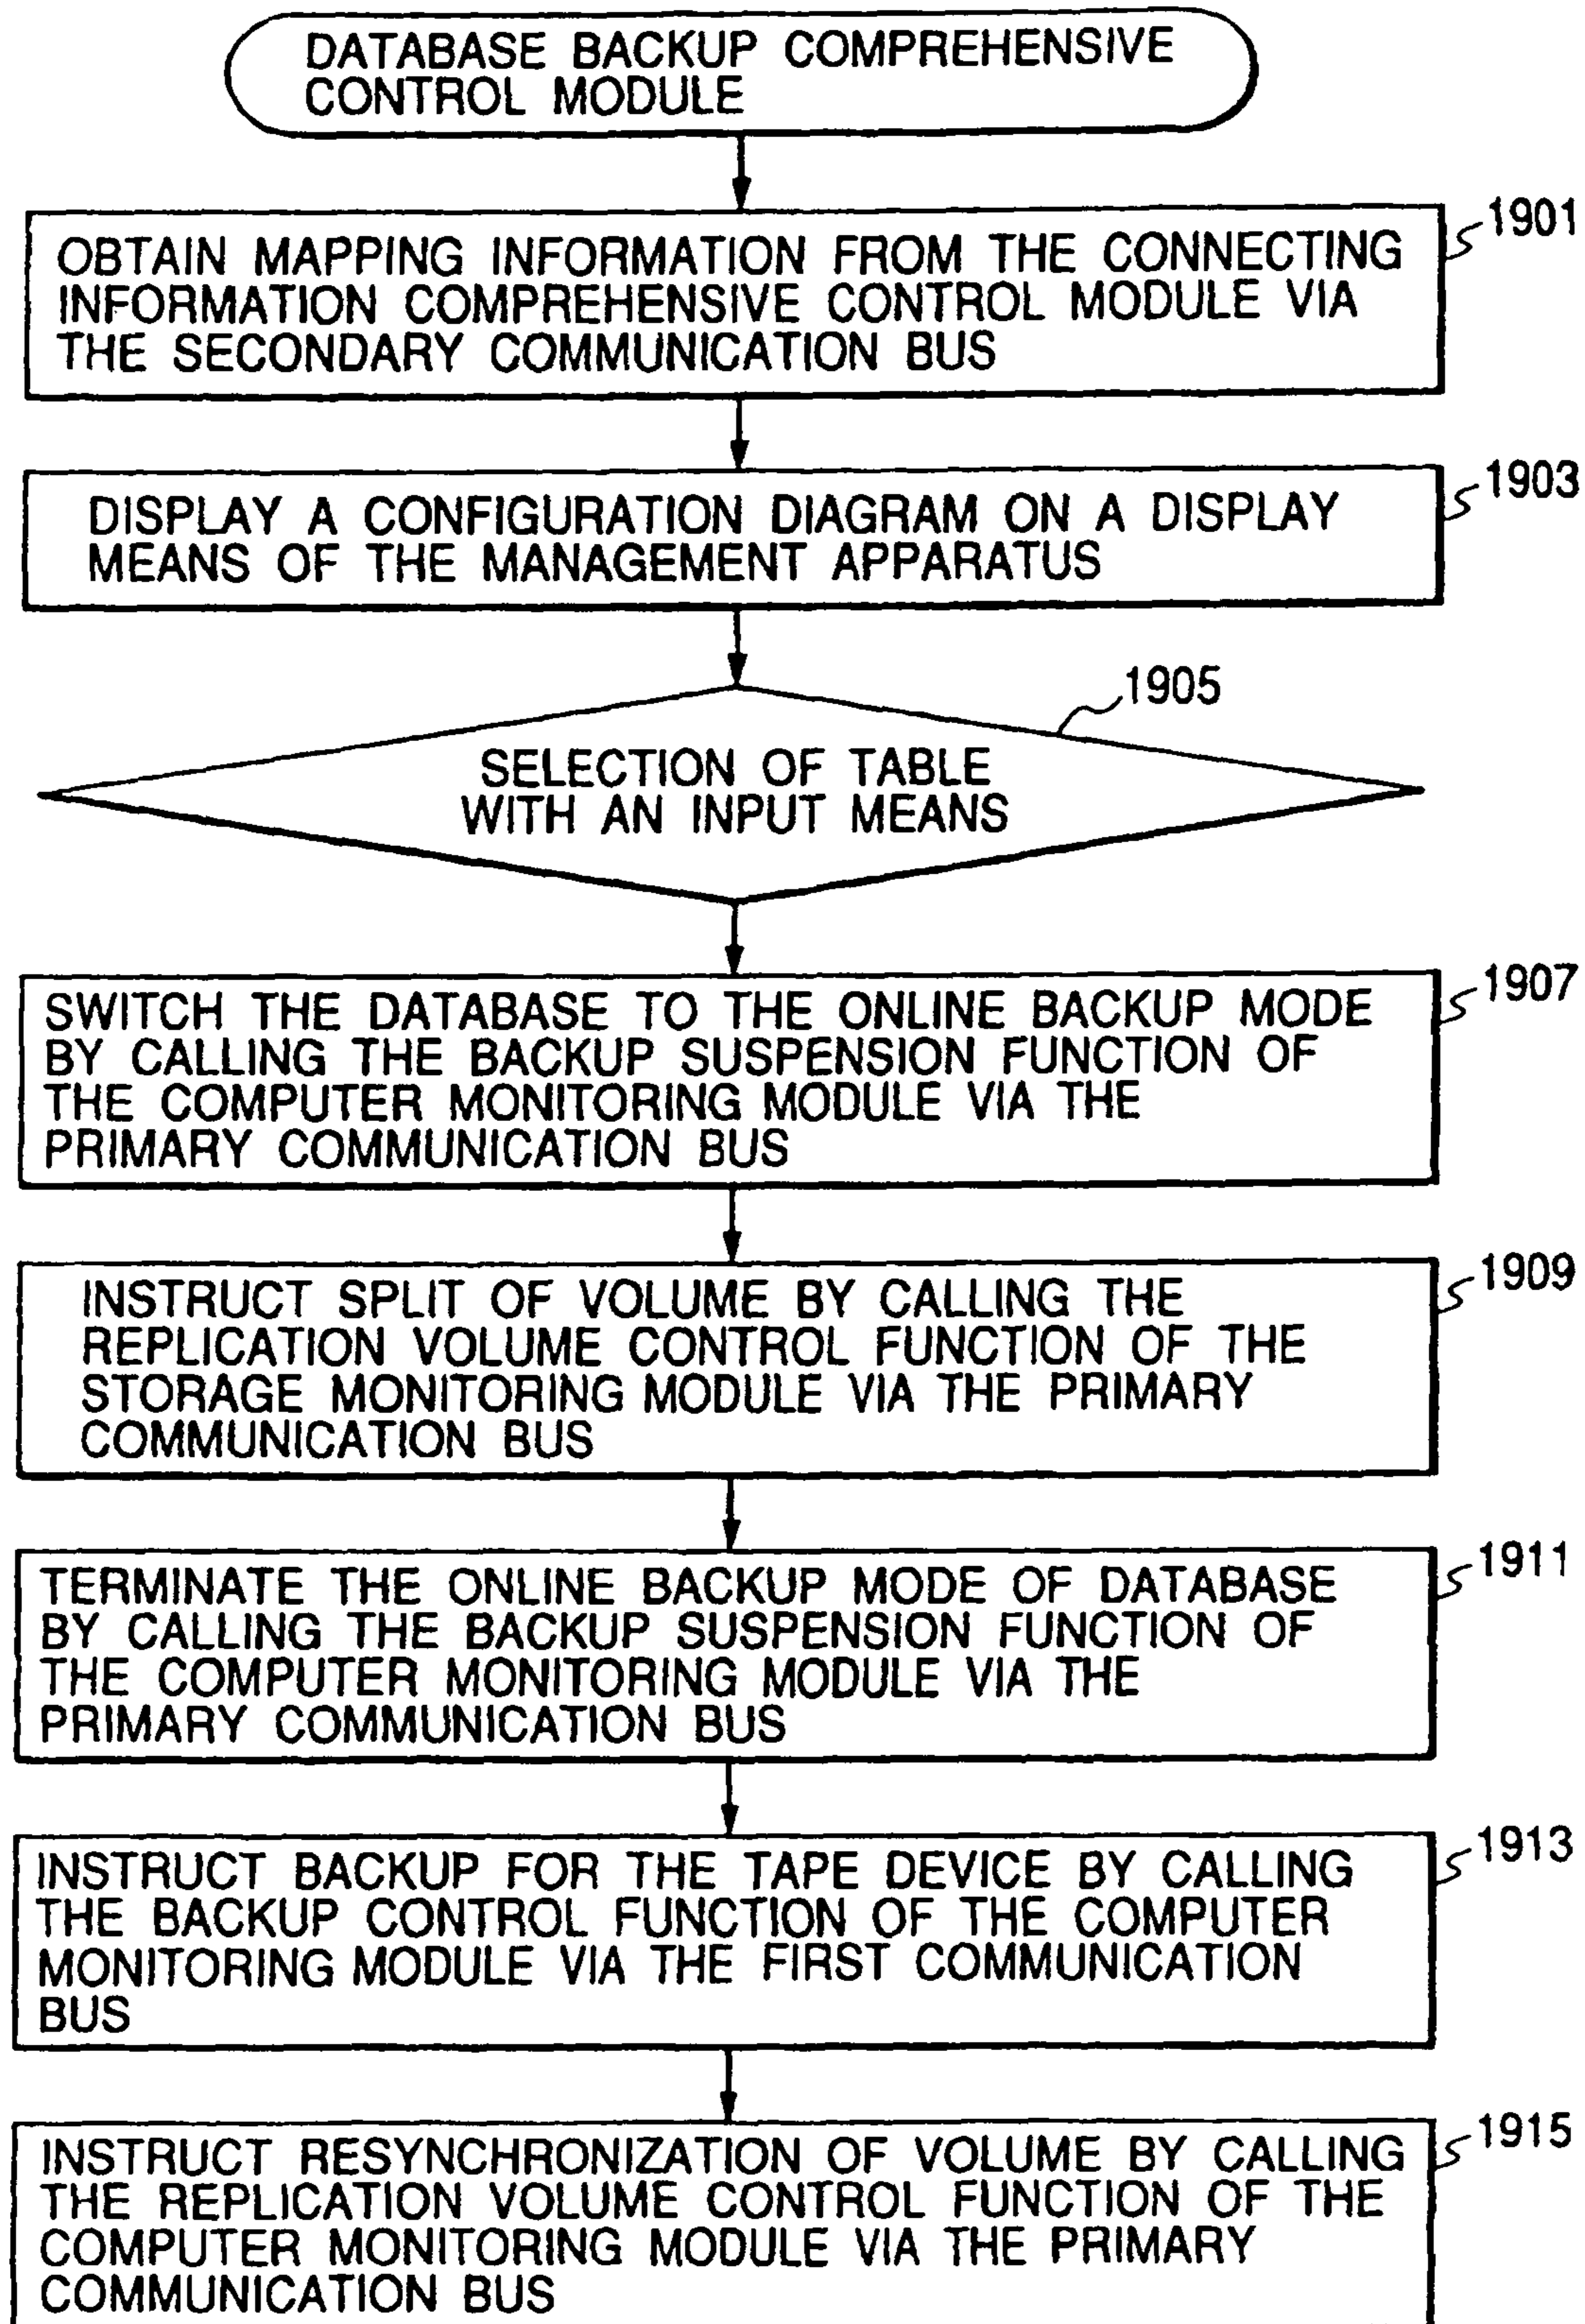 DATABASE BACKUP COMPREHENSIVE
CONTROL MODULE
1901
OBTAIN MAPPING INFORMATION FROM THE CONNECTING
INFORMATION COMPREHENSIVE CONTROL MODULE VIA
THE SECONDARY COMMUNICATION BUS
1903
DISPLAY A CONFIGURATION DIAGRAM ON A DISPLAY
MEANS OF THE MANAGEMENT APPARATUS
1905
SELECTION OF TABLE
WITH AN INPUT MEANS
1907
SWITCH THE DATABASE TO THE ONLINE BACKUP MODE
BY CALLING THE BACKUP SUSPENSION FUNCTION OF
THE COMPUTER MONITORING MODULE VIA THE
PRIMARY COMMUNICATION BUS
1909
INSTRUCT SPLIT OF VOLUME BY CALLING THE
REPLICATION VOLUME CONTROL FUNCTION OF THE
STORAGE MONITORING MODULE VIA THE PRIMARY
COMMUNICATION BUS
1911
TERMINATE THE ONLINE BACKUP MODE OF DATABASE
BY CALLING THE BACKUP SUSPENSION FUNCTION OF
THE COMPUTER MONITORING MODULE VIA THE
PRIMARY COMMUNICATION BUS
1913
INSTRUCT BACKUP FOR THE TAPE DEVICE BY CALLING
THE BACKUP CONTROL FUNCTION OF THE COMPUTER
MONITORING MODULE VIA THE FIRST COMMUNICATION
BUS
1915
INSTRUCT RESYNCHRONIZATION OF VOLUME BY CALLING
THE REPLICATION VOLUME CONTROL FUNCTION OF THE
COMPUTER MONITORING MODULE VIA THE PRIMARY
COMMUNICATION BUS